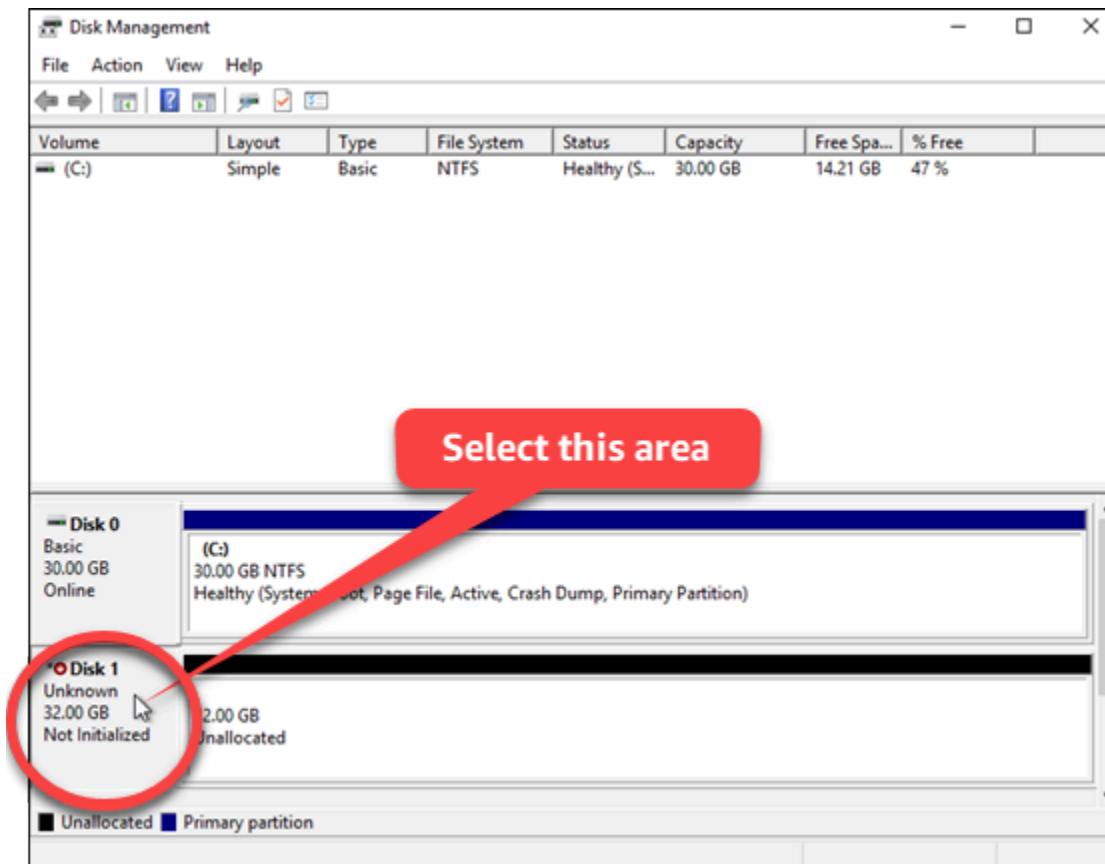 Disk Management
File Action View Help
Volume Layout Type File System Status Capacity Free Spa... % Free
(C:) Simple Basic NTFS Healthy (S... 30.00 GB 14.21 GB 47 %
Select this area
Disk 0
Basic
30.00 GB
Online
(C:)
30.00 GB NTFS
Healthy (System, Page File, Active, Crash Dump, Primary Partition)
Disk 1
Unknown
32.00 GB
Not Initialized
2.00 GB
Unallocated
Unallocated Primary partition